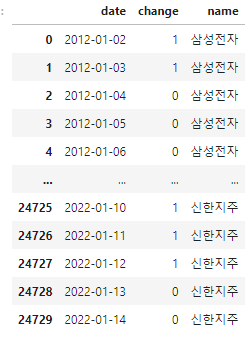 :
date change name
0 2012-01-02 1 삼성전자
1 2012-01-03 1 삼성전자
2 2012-01-04 0 삼성전자
3 2012-01-05 0 삼성전자
4 2012-01-06 0 삼성전자
... ... ... ...
24725 2022-01-10 1 신한지주
24726 2022-01-11 1 신한지주
24727 2022-01-12 1 신한지주
24728 2022-01-13 0 신한지주
24729 2022-01-14 0 신한지주